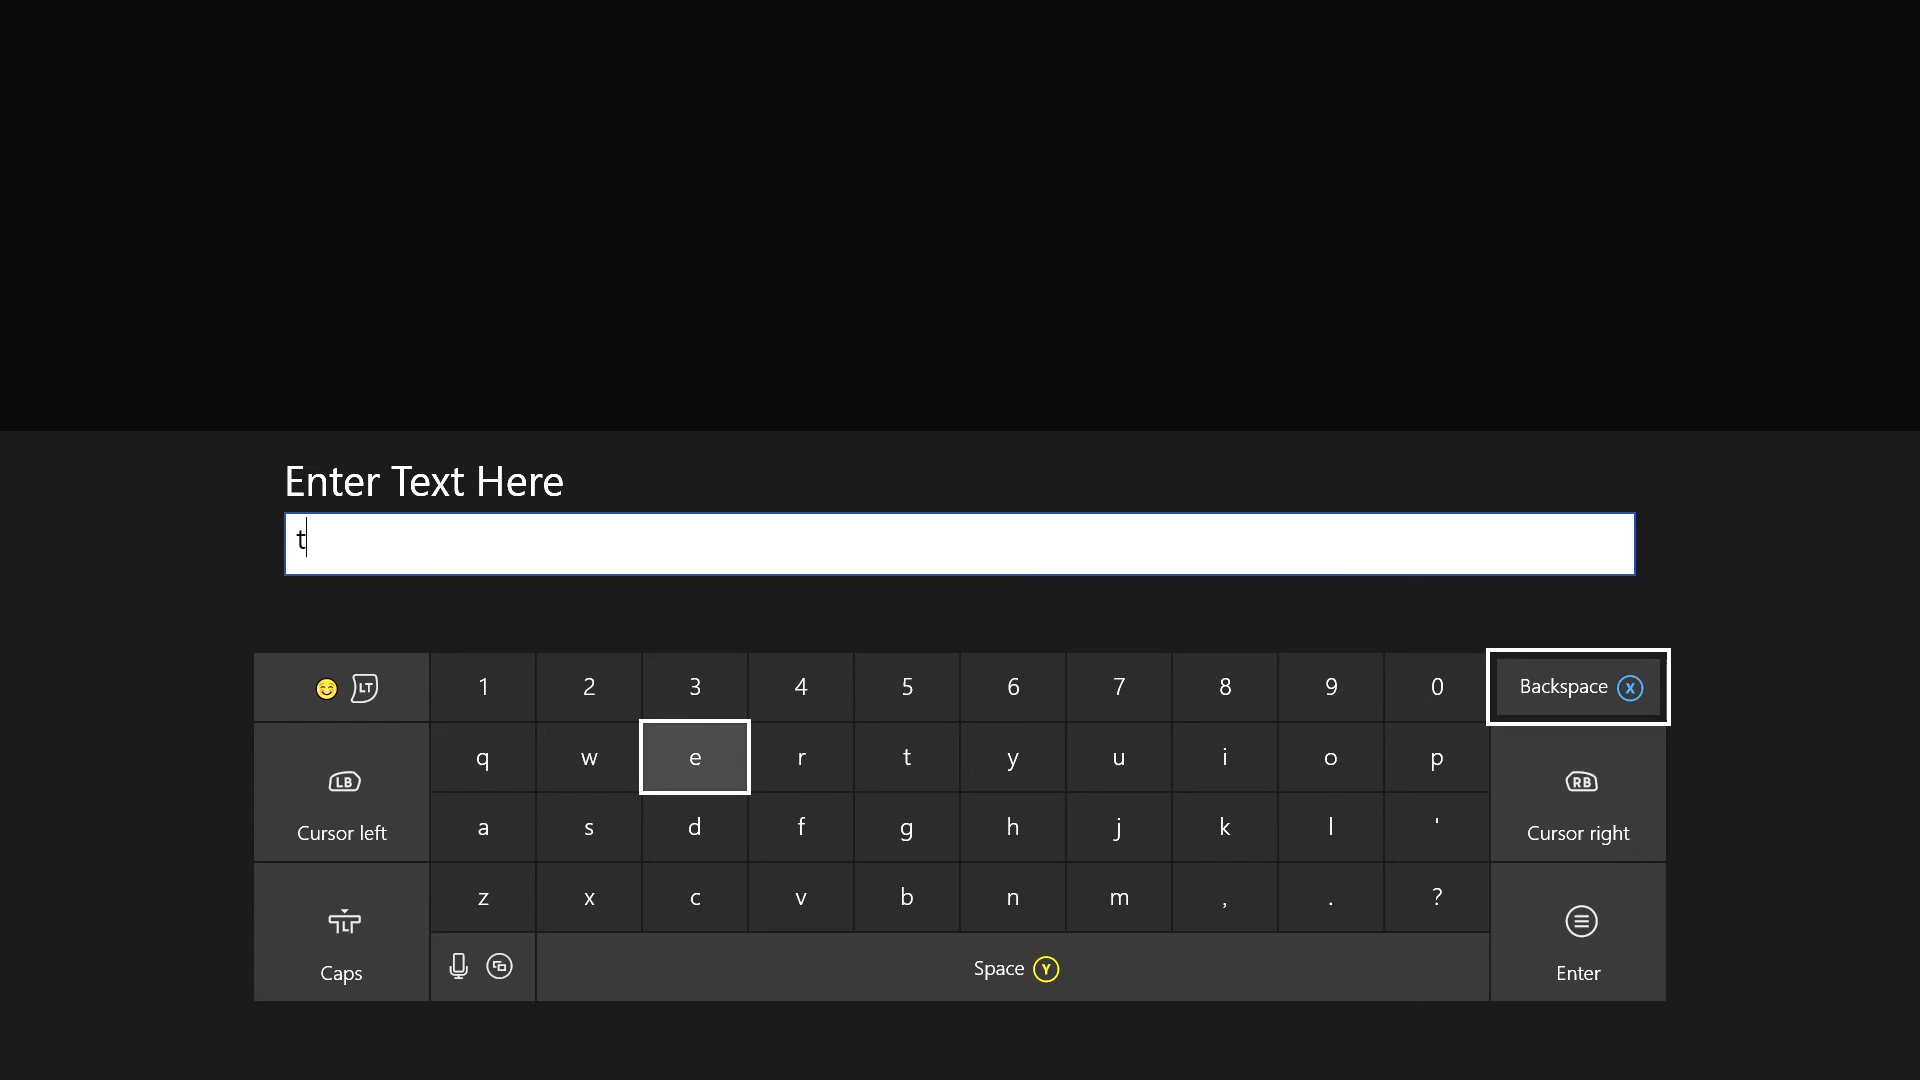 Enter Text Here
t
😊 LT 1 2 3 4 5 6 7 8 9 0 Backspace X
q w e r t y u i o p
LB RB
Cursor left a s d f g h j k l ' Cursor right
z x c v b n m , . ?
LT
Caps Space Y Enter